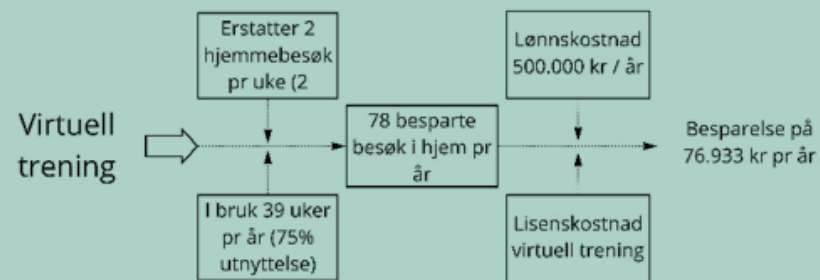 Virtuell
trening
Erstatter 2
hjemmebesøk
pr uke (2
I bruk 39 uker
pr år (75%
utnyttelse)
78 besparte
besøk i hjem pr
år
Lønnskostnad
500.000 kr / år
Lisenskostnad
virtuell trening
Besparelse på
76.933 kr pr år